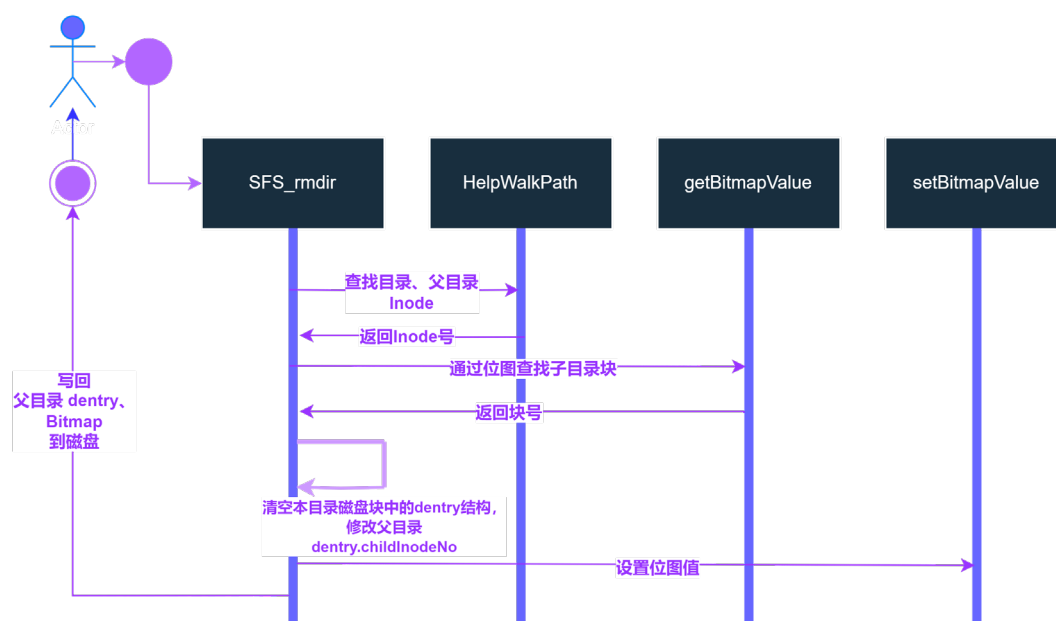 Actor
SFS_rmdir
HelpWalkPath
getBitmapValue
setBitmapValue
查找目录、父目录
Inode
返回Inode号
通过位图查找子目录块
返回块号
清空本目录磁盘块中的dentry结构，
修改父目录
dentry.childInodeNo
设置位图值
写回
父目录 dentry、
Bitmap
到磁盘